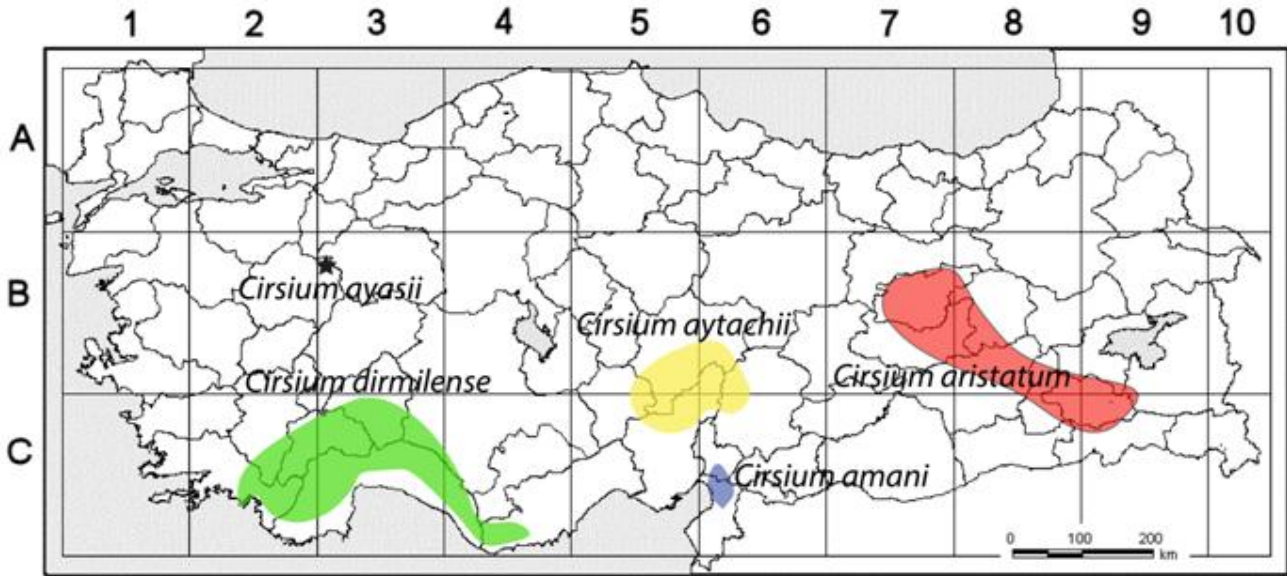 1 2 3 4 5 6 7 8 9 10
A
B
C
Cirsium ayasii
Cirsium aytachii
Cirsium dirmilense
Cirsium aristatum
Cirsium amani
0 100 200
km